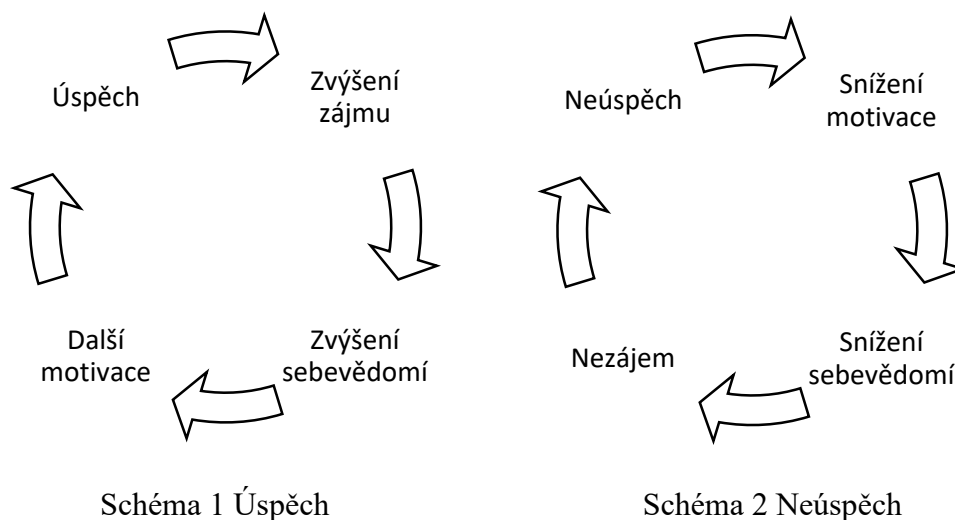 Úspěch
Zvýšení
zájmu
Zvýšení
sebevědomí
Další
motivace
Schéma 1 Úspěch
Neúspěch
Snížení
motivace
Snížení
sebevědomí
Nezájem
Schéma 2 Neúspěch